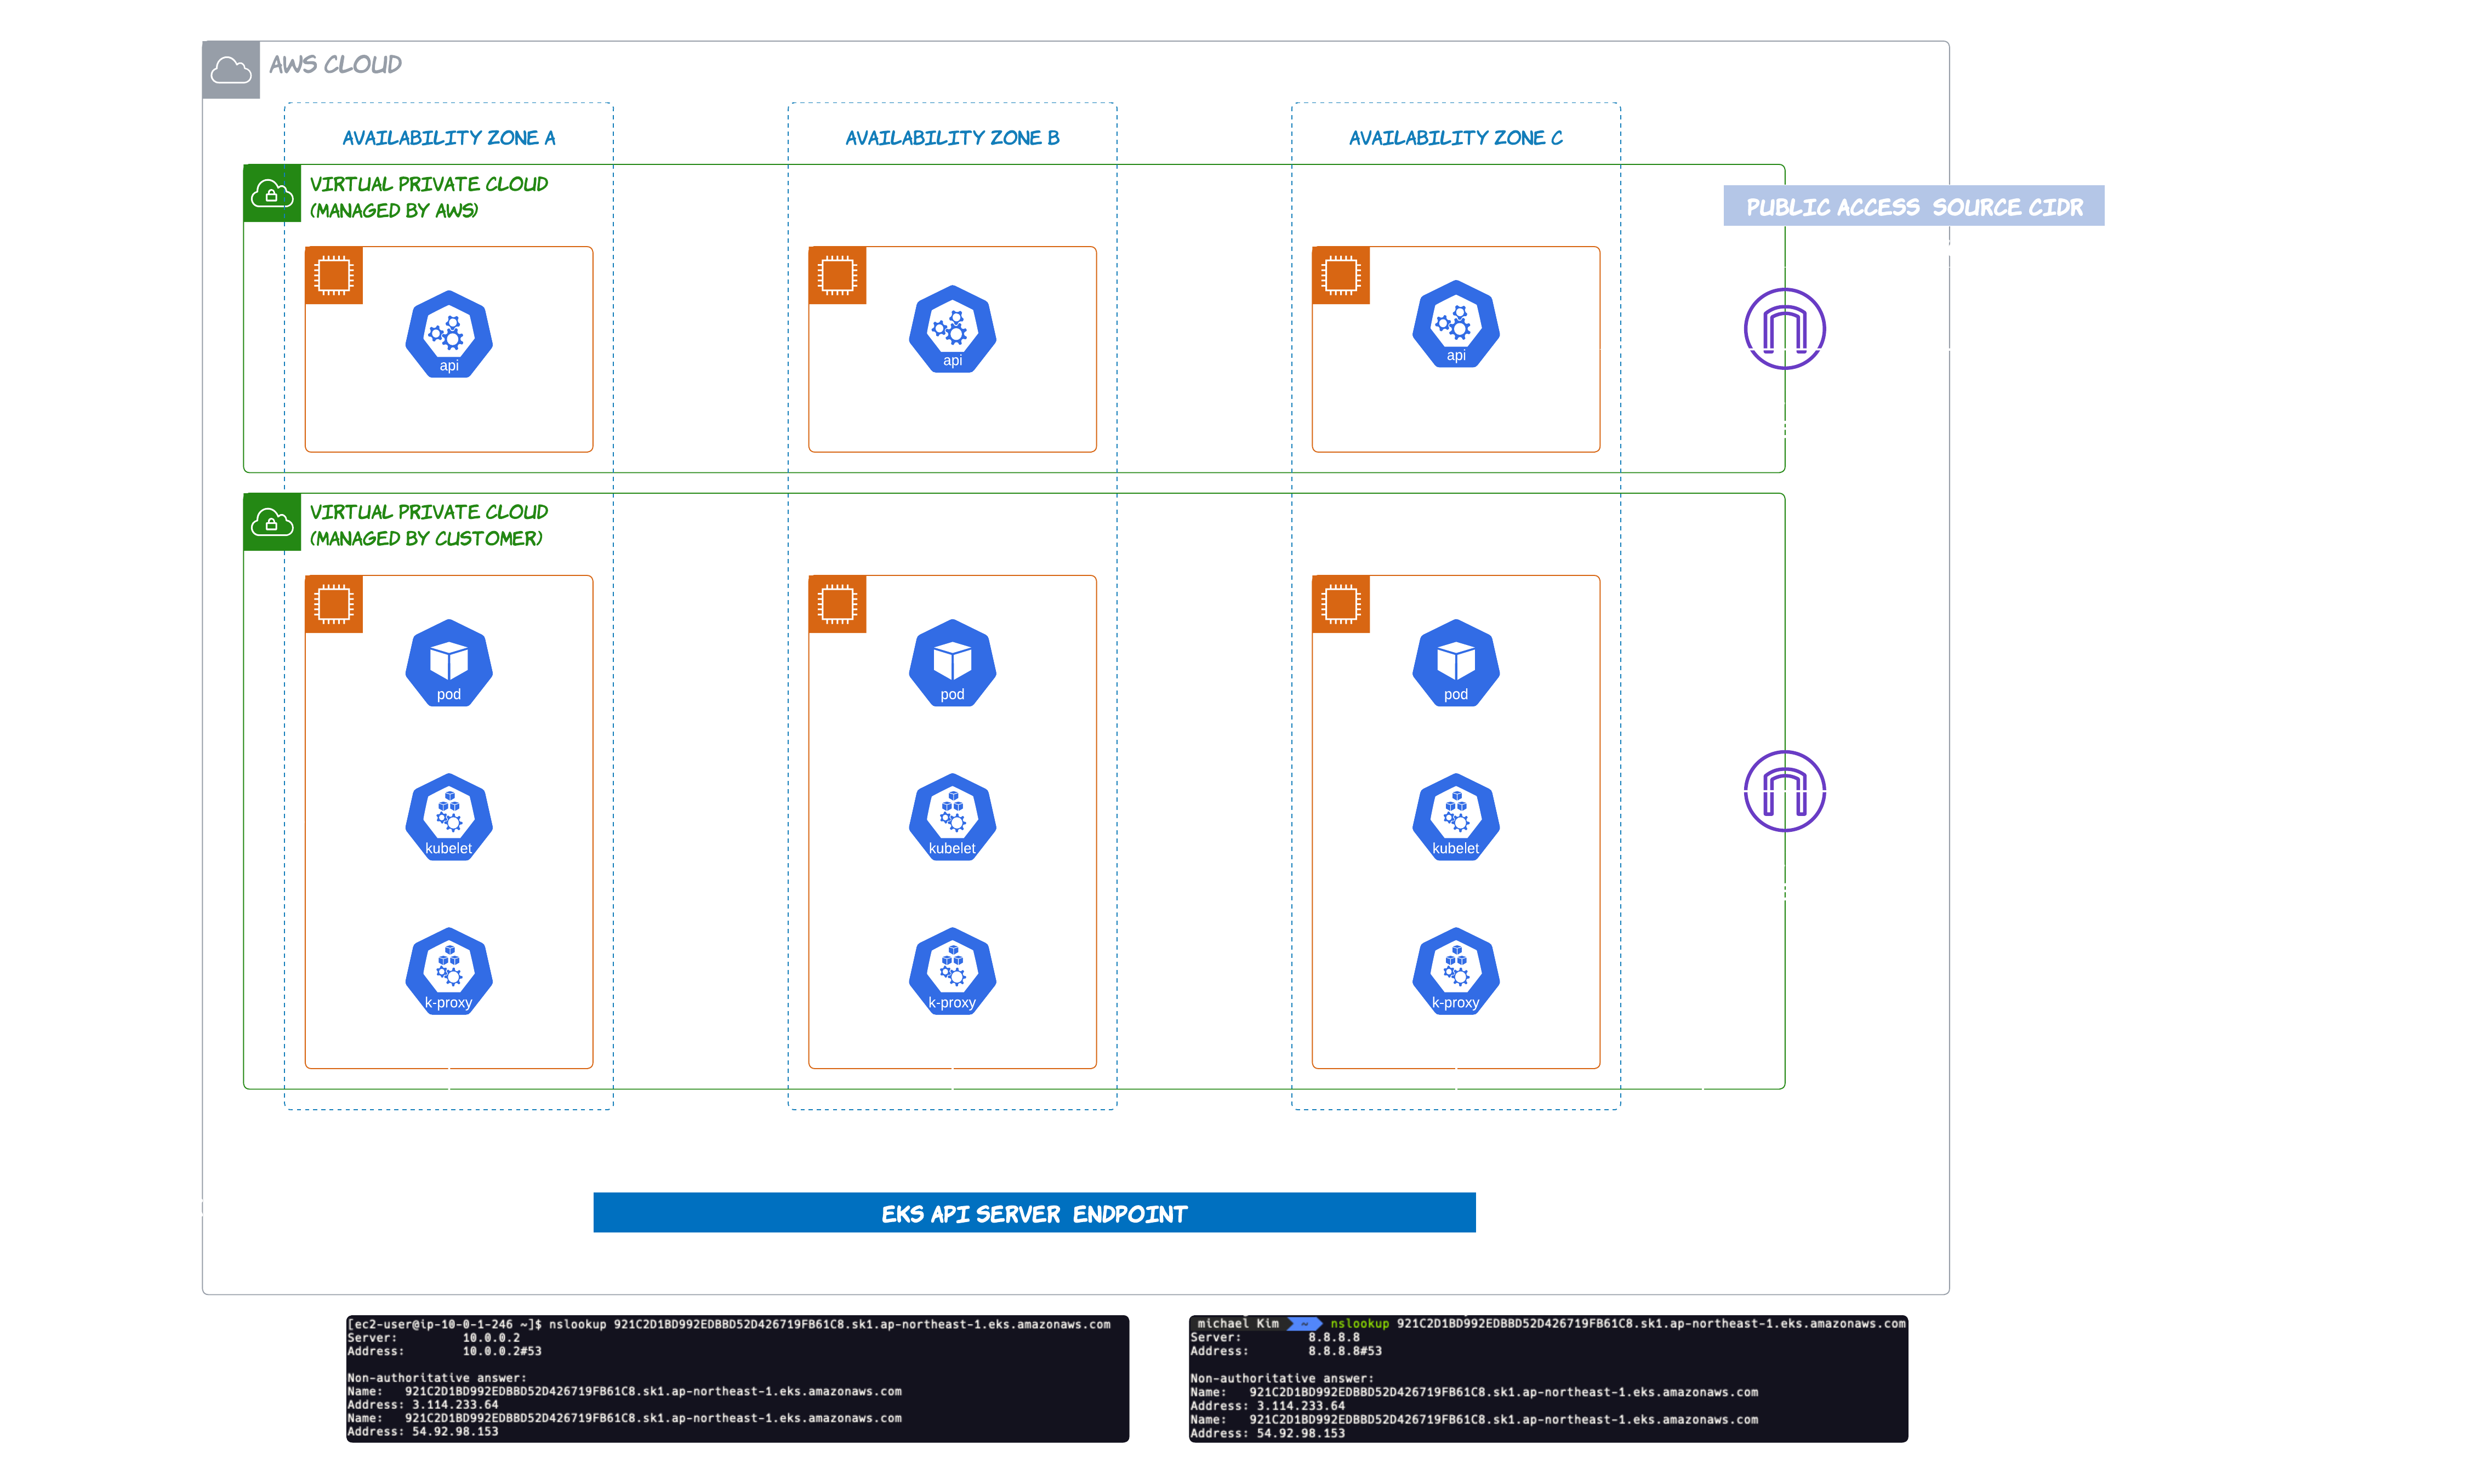 AWS CLOUD
AVAILABILITY ZONE A
AVAILABILITY ZONE B
AVAILABILITY ZONE C
VIRTUAL PRIVATE CLOUD
(MANAGED BY AWS)
PUBLIC ACCESS SOURCE CIDR
api
api
api
VIRTUAL PRIVATE CLOUD
(MANAGED BY CUSTOMER)
pod
pod
pod
kubelet
kubelet
kubelet
k-proxy
k-proxy
k-proxy
EKS API SERVER ENDPOINT
[ec2-user@ip-10-0-1-246 ~]$ nslookup 921C2D1BD992EDBBD52D426719FB61C8.sk1.ap-northeast-1.eks.amazonaws.com
Server: 10.0.0.2
Address: 10.0.0.2#53
Non-authoritative answer:
Name: 921C2D1BD992EDBBD52D426719FB61C8.sk1.ap-northeast-1.eks.amazonaws.com
Address: 3.114.233.64
Name: 921C2D1BD992EDBBD52D426719FB61C8.sk1.ap-northeast-1.eks.amazonaws.com
Address: 54.92.98.153
michael Kim ~ nslookup 921C2D1BD992EDBBD52D426719FB61C8.sk1.ap-northeast-1.eks.amazonaws.com
Server: 8.8.8.8
Address: 8.8.8.8#53
Non-authoritative answer:
Name: 921C2D1BD992EDBBD52D426719FB61C8.sk1.ap-northeast-1.eks.amazonaws.com
Address: 3.114.233.64
Name: 921C2D1BD992EDBBD52D426719FB61C8.sk1.ap-northeast-1.eks.amazonaws.com
Address: 54.92.98.153